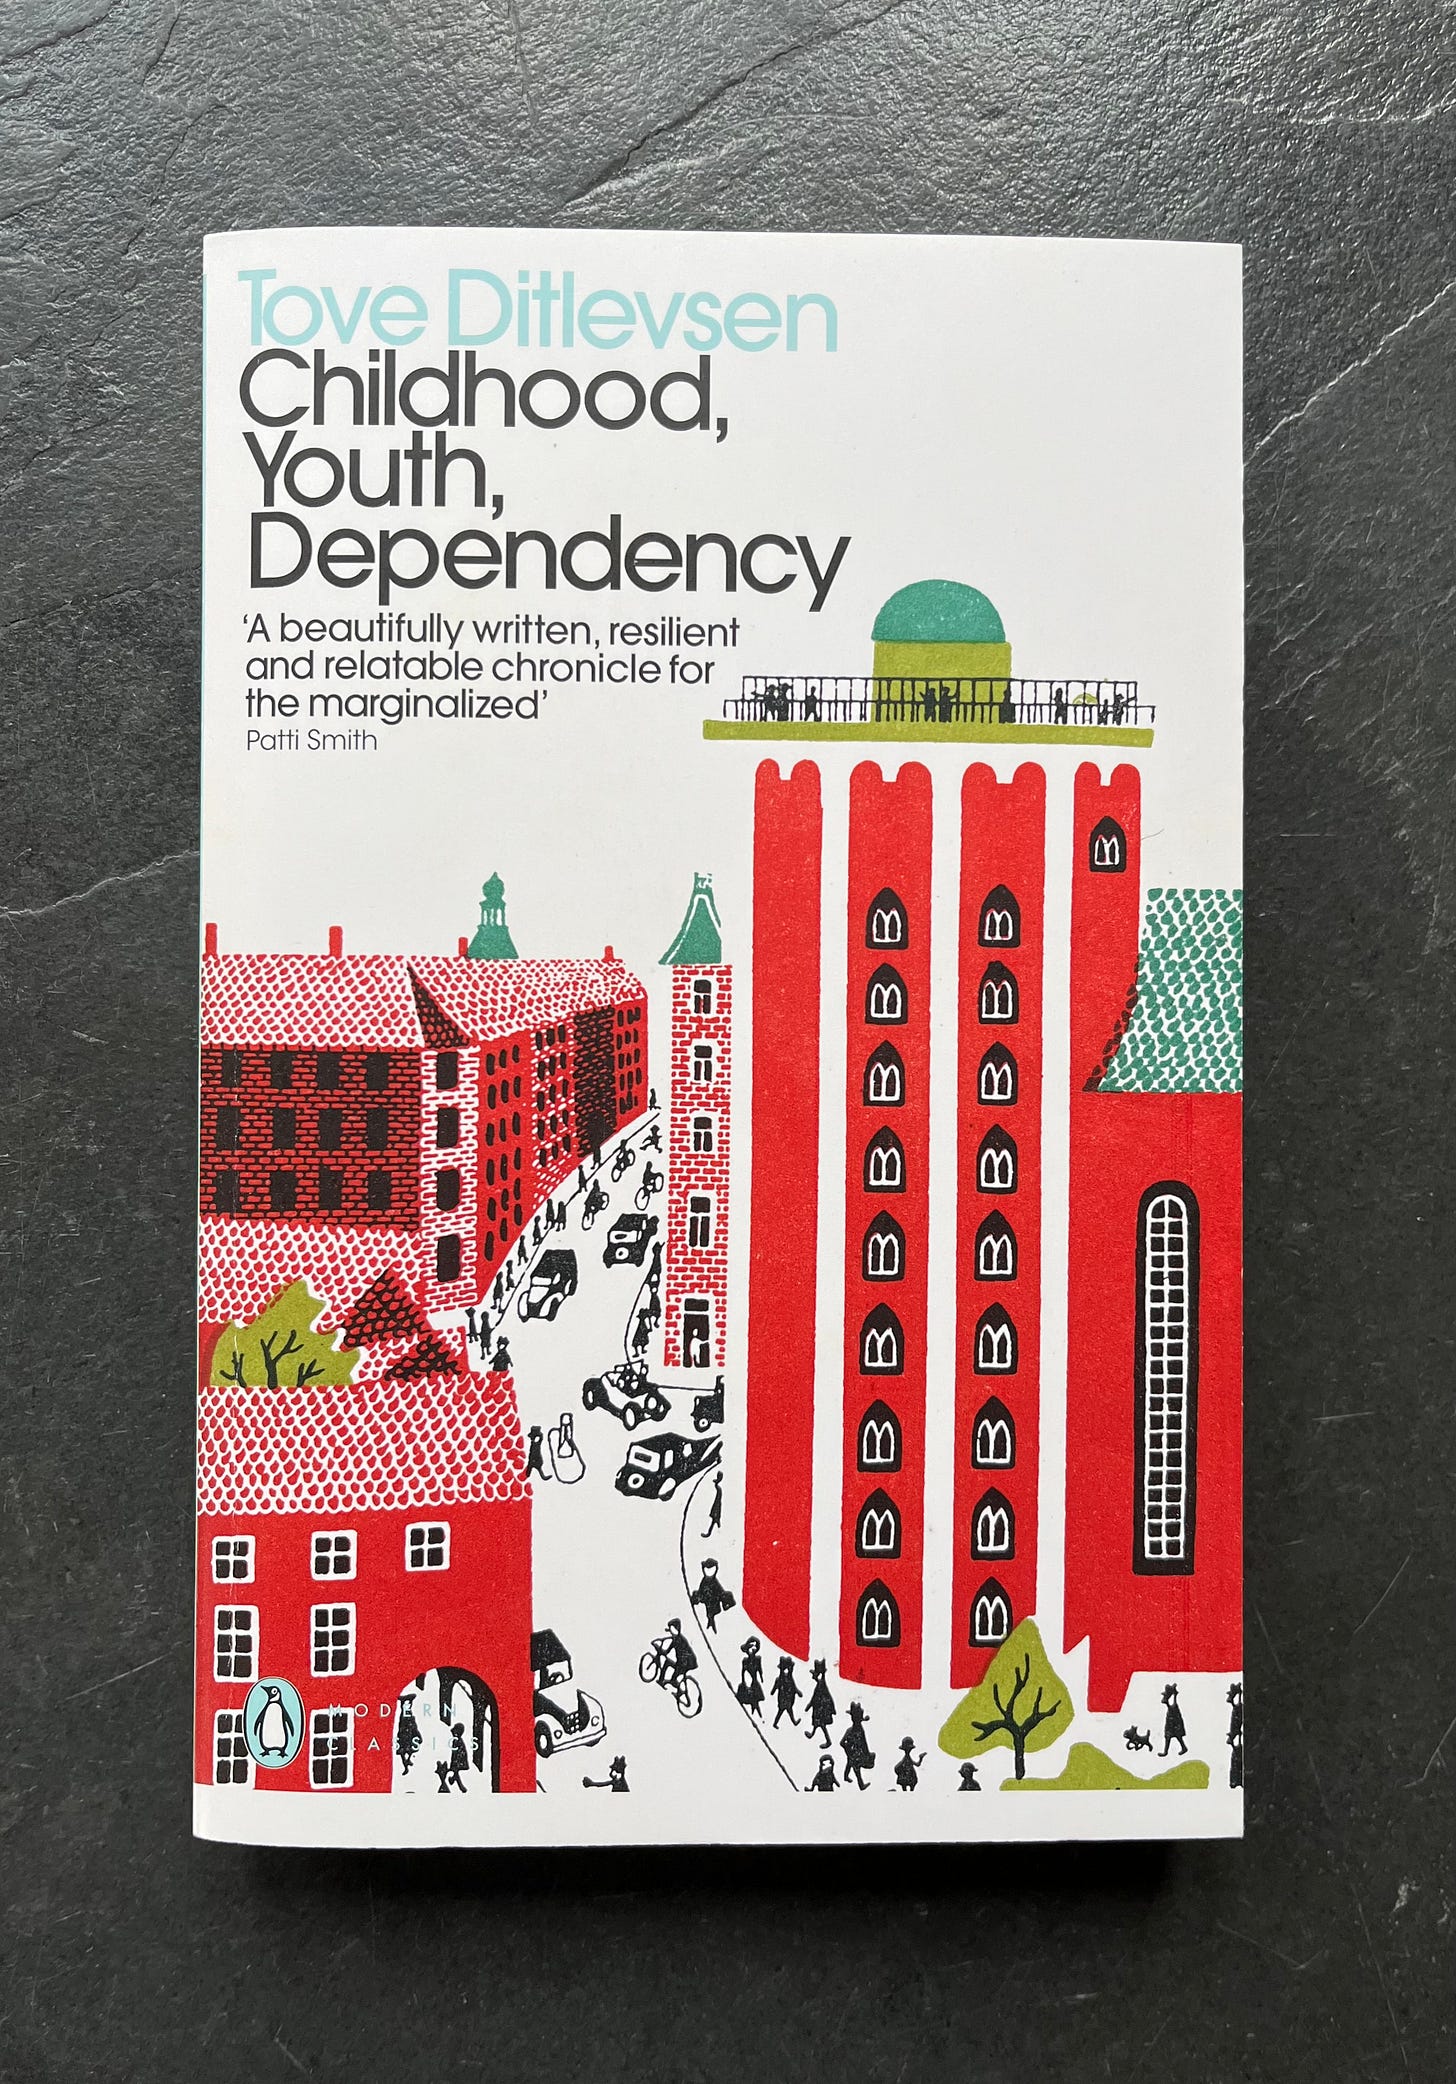 Tove Ditlevsen
Childhood,
Youth,
Dependency
‘A beautifully written, resilient
and relatable chronicle for
the marginalized’
Patti Smith
MODERN
CLASSICS